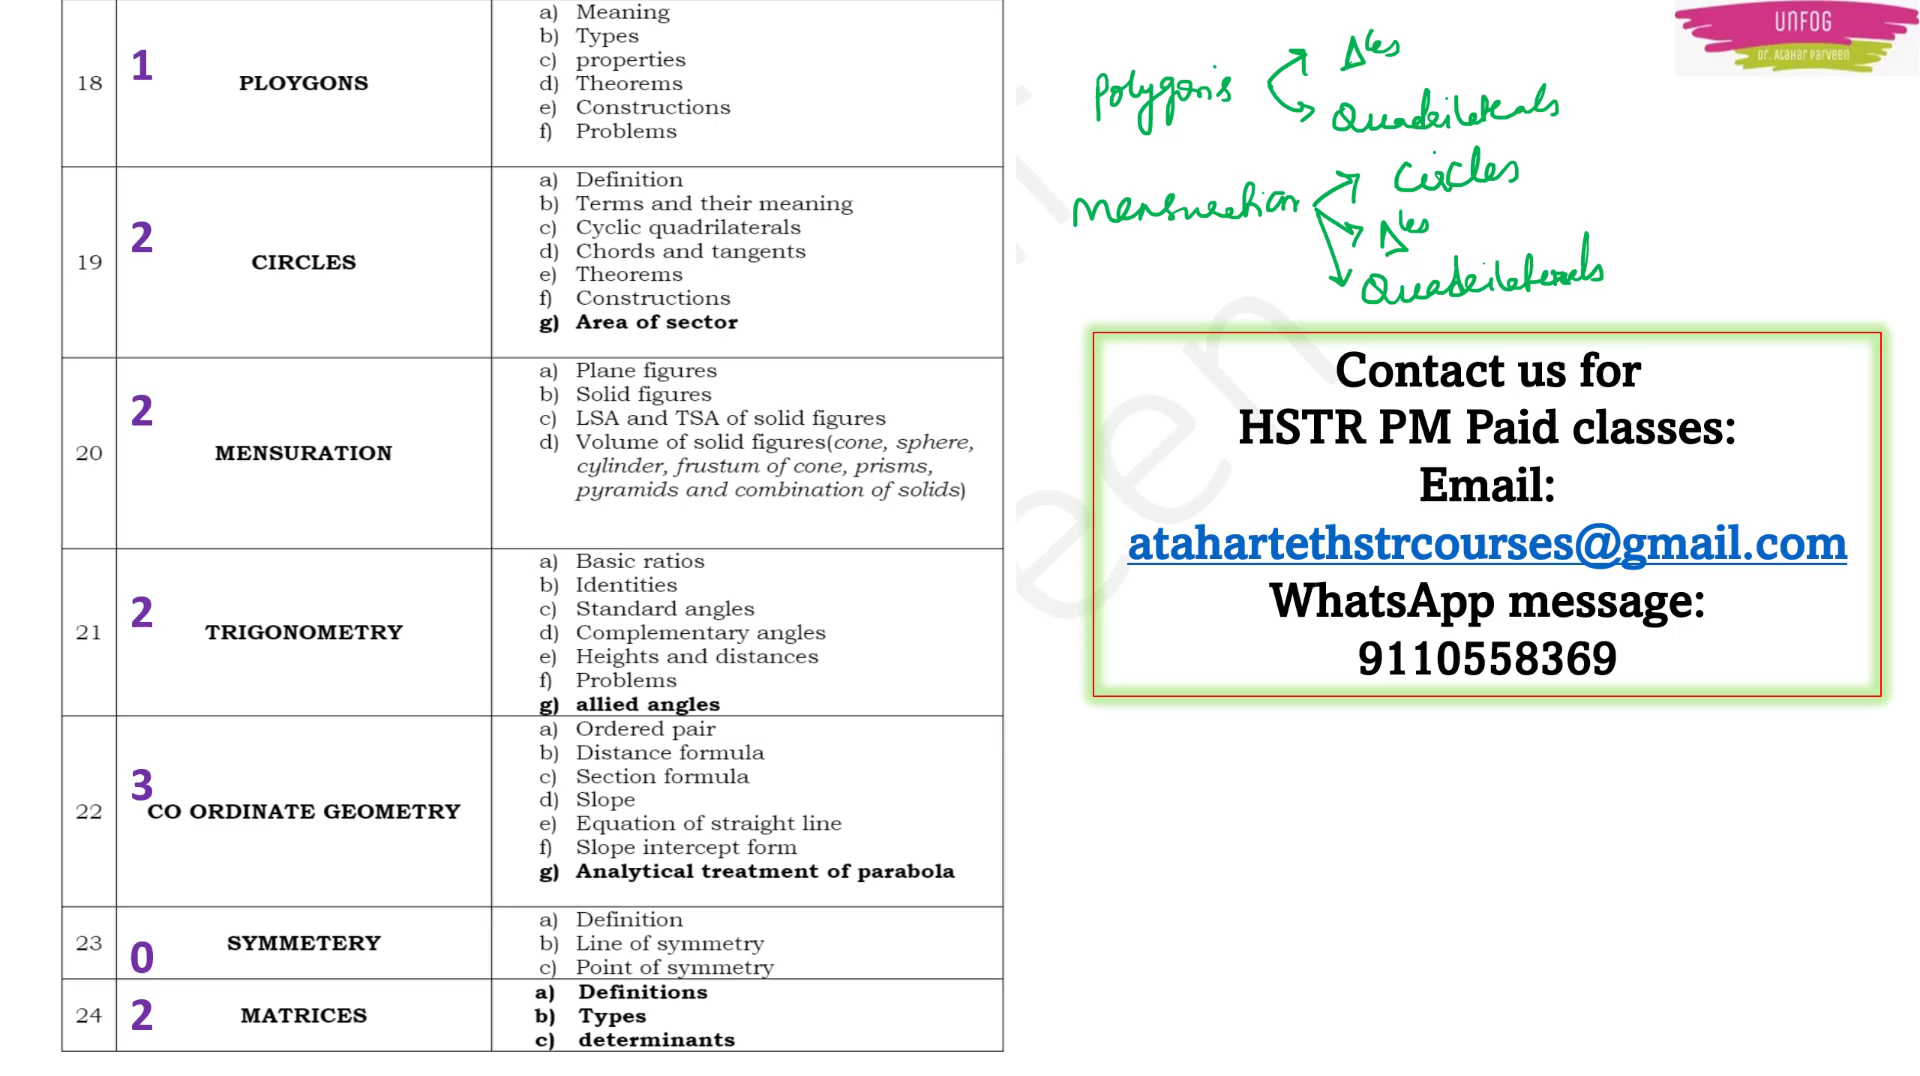 18
1
PLOYGONS
a) Meaning
b) Types
c) properties
d) Theorems
e) Constructions
f) Problems
19
2
CIRCLES
a) Definition
b) Terms and their meaning
c) Cyclic quadrilaterals
d) Chords and tangents
e) Theorems
f) Constructions
g) Area of sector
20
2
MENSURATION
a) Plane figures
b) Solid figures
c) LSA and TSA of solid figures
d) Volume of solid figures(cone, sphere,
cylinder, frustum of cone, prisms,
pyramids and combination of solids)
21
2
TRIGONOMETRY
a) Basic ratios
b) Identities
c) Standard angles
d) Complementary angles
e) Heights and distances
f) Problems
g) allied angles
22
3
CO ORDINATE GEOMETRY
a) Ordered pair
b) Distance formula
c) Section formula
d) Slope
e) Equation of straight line
f) Slope intercept form
g) Analytical treatment of parabola
23
0
SYMMETERY
a) Definition
b) Line of symmetry
c) Point of symmetry
24
2
MATRICES
a) Definitions
b) Types
c) determinants
UNFOG
Dr. Atahar Parveen
Polygons
Δles
Quadrilaterals
Mensuration
Circles
Δles
Quadrilaterals
Contact us for
HSTR PM Paid classes:
Email:
atahartethstrcourses@gmail.com
WhatsApp message:
9110558369